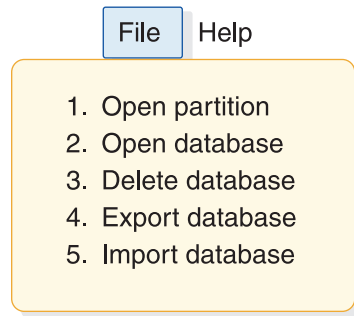 File Help
1. Open partition
2. Open database
3. Delete database
4. Export database
5. Import database